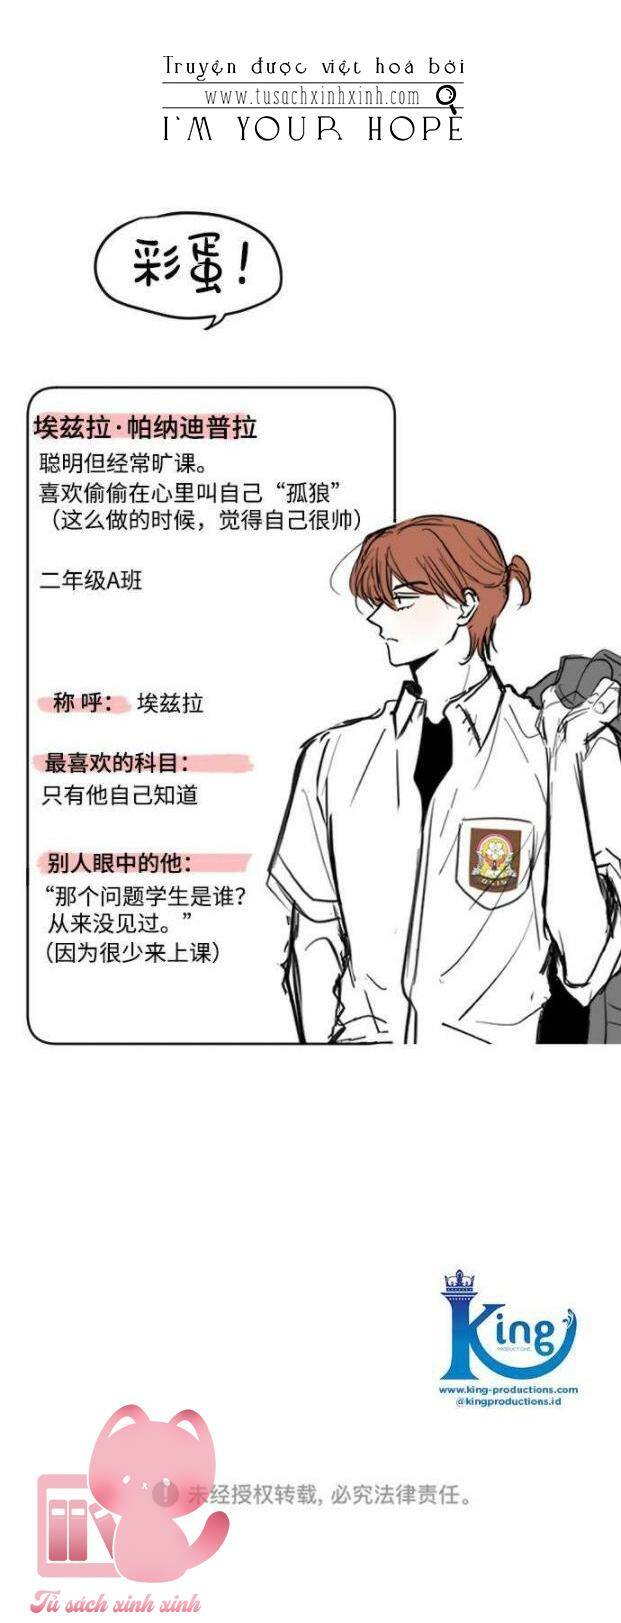 Truyện được việt hoá bởi
www.tusachxinhxinh.com
I'M YOUR HOPE
彩蛋！
埃兹拉·帕纳迪普拉
聪明但经常旷课。
喜欢偷偷在心里叫自己“孤狼”
（这么做的时候，觉得自己很帅）
二年级A班
称呼： 埃兹拉
最喜欢的科目：
只有他自己知道
别人眼中的他：
“那个问题学生是谁？
从来没见过。”
（因为很少来上课）
King
PRODUCTIONS
www.king-productions.com
@kingproductions.id
未经授权转载, 必究法律责任。
Tủ sách xinh xinh